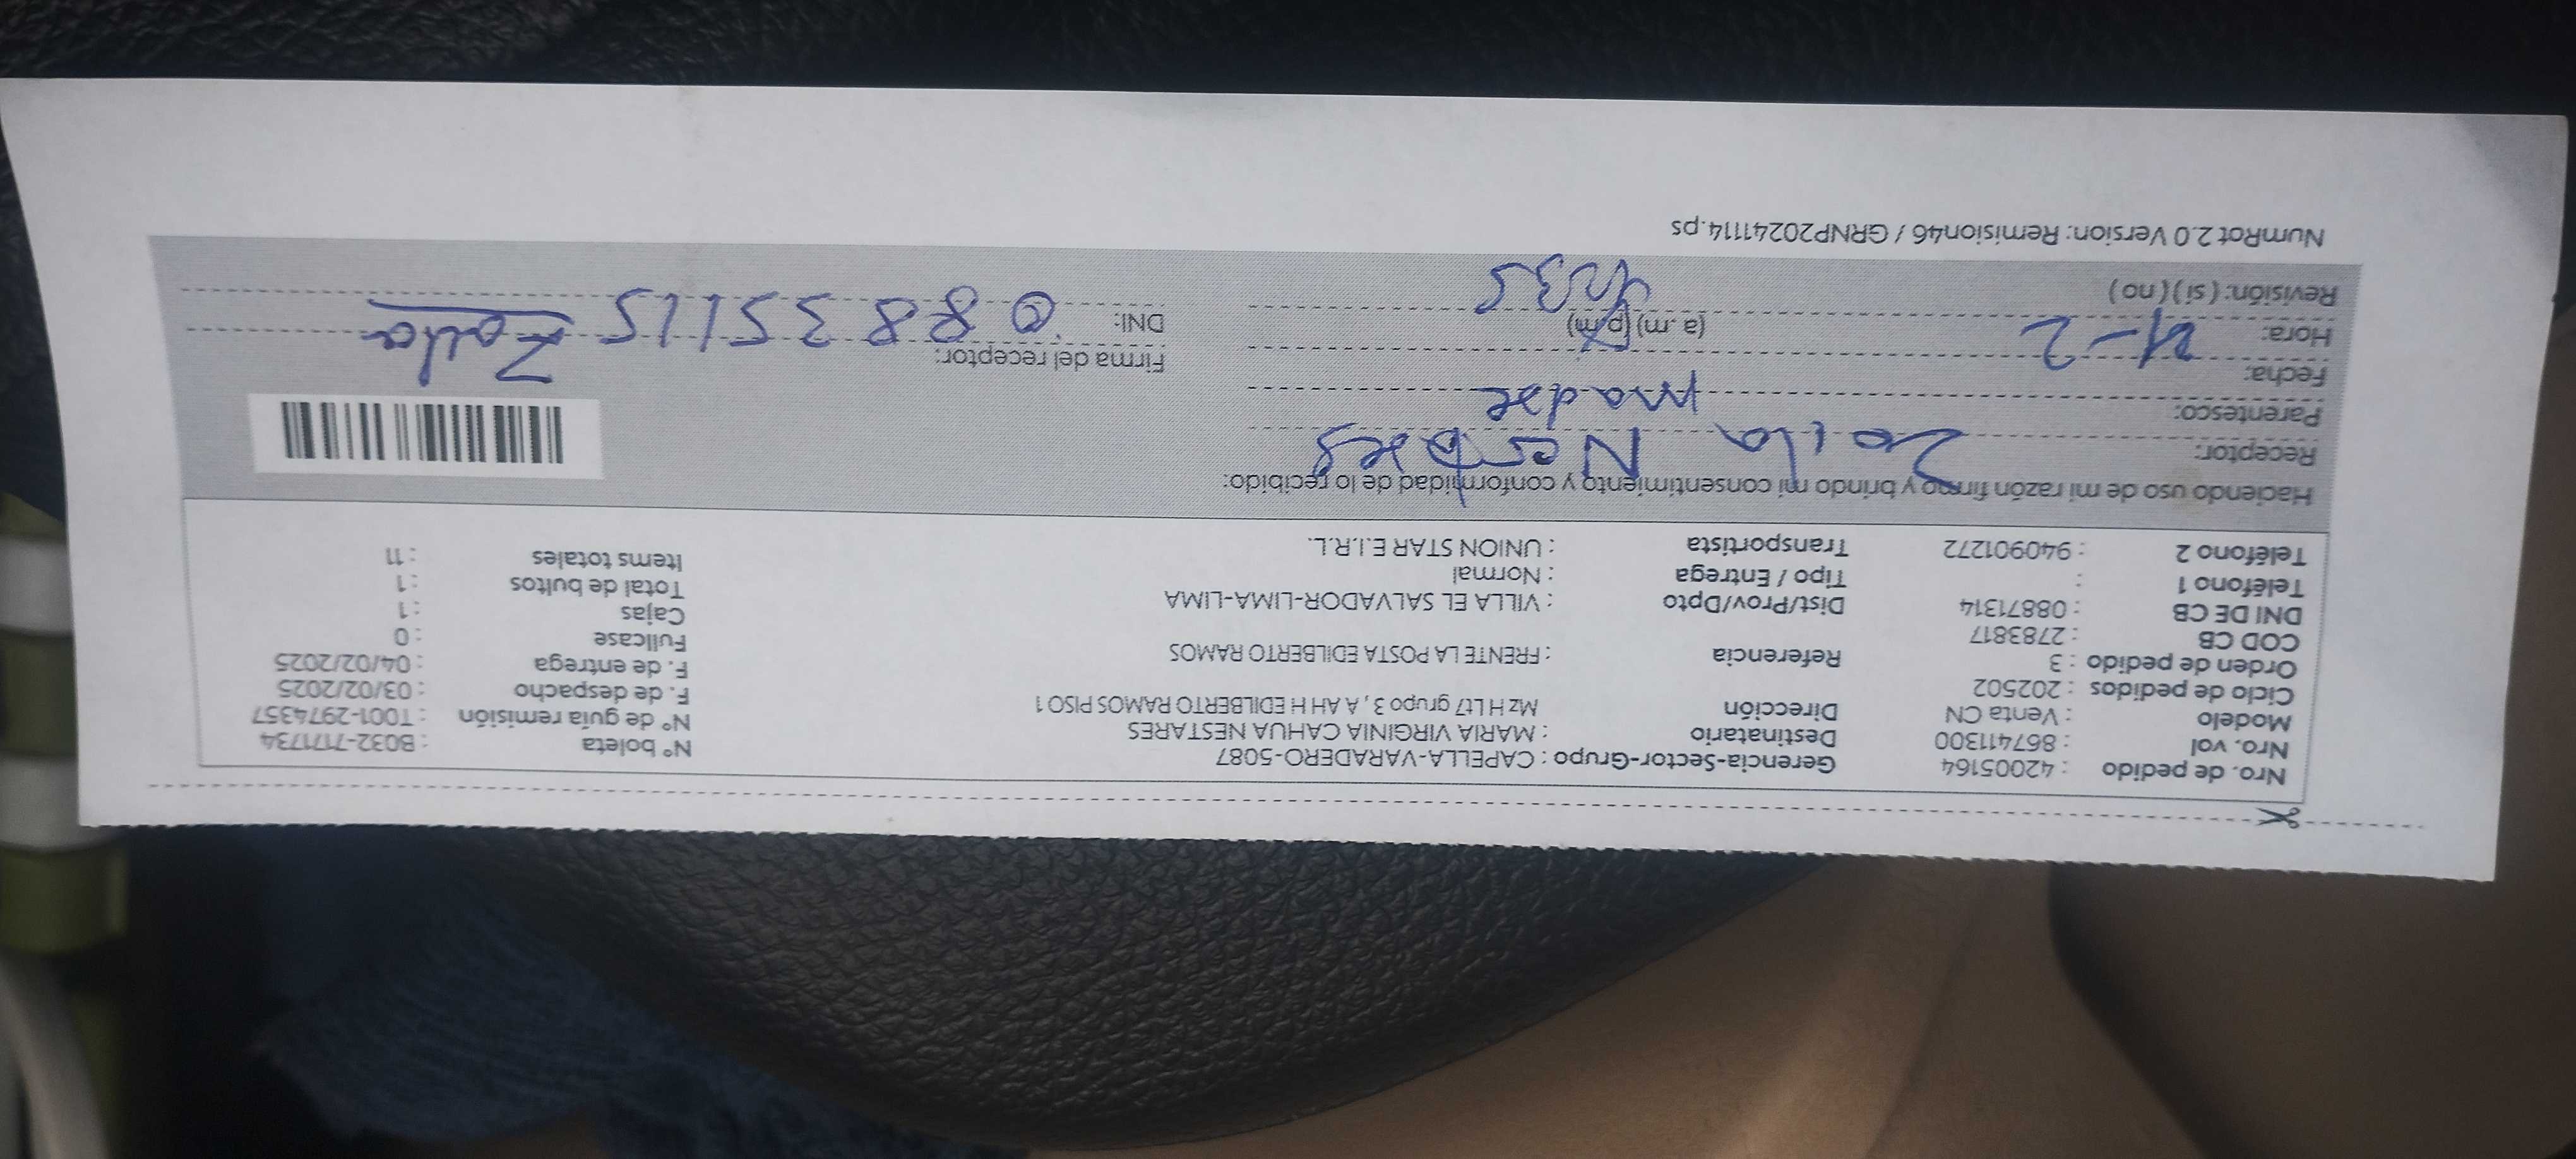 Nro. de pedido : 42005164 Gerencia-Sector-Grupo : CAPELLA-VARADERO-5087 N° boleta : B032-7171734
Nro. vol : 867411300 Destinatario : MARIA VIRGINIA CAHUA NESTARES N° de guía remisión : T001-2974357
Modelo : Venta CN Dirección Mz H Lt7 grupo 3 , A AH H EDILBERTO RAMOS PISO 1 F. de despacho : 03/02/2025
Ciclo de pedidos : 202502 F. de entrega : 04/02/2025
Orden de pedido : 3 Referencia : FRENTE LA POSTA EDILBERTO RAMOS Fullcase : 0
COD CB : 2783817 Cajas : 1
DNI DE CB : 08871314 Dist/Prov/Dpto : VILLA EL SALVADOR-LIMA-LIMA Total de bultos : 1
Teléfono 1 : Tipo / Entrega : Normal Items totales : 11
Teléfono 2 : 940901272 Transportista : UNION STAR E.I.R.L.
Haciendo uso de mi razón firmo y brindo mi consentimiento y conformidad de lo recibido:
Receptor: Zoila
Parentesco: madre
Fecha: 4-2 Firma del receptor: Zoila
Hora: (a.m) (p.m) DNI: 08835115
Revisión: (si) (no)
NumRot 2.0 Version: Remision46 / GRNP20241114.ps